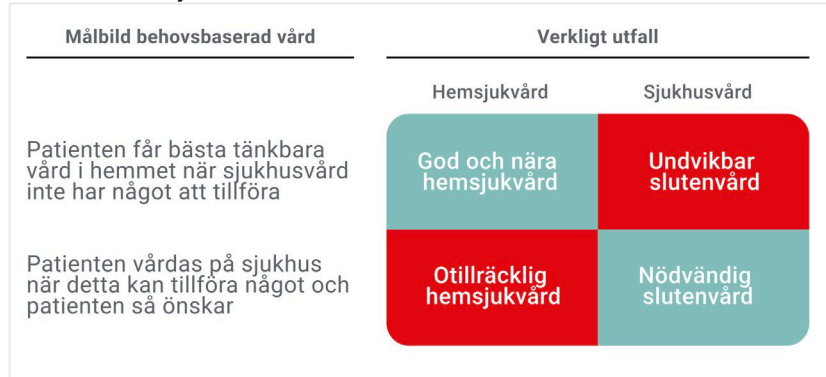 Målbild behovsbaserad vård
Verkligt utfall
Hemsjukvård
Sjukhusvård
Patienten får bästa tänkbara
vård i hemmet när sjukhusvård
inte har något att tillföra
God och nära
hemsjukvård
Undvikbar
slutenvård
Patienten vårdas på sjukhus
när detta kan tillföra något och
patienten så önskar
Otillräcklig
hemsjukvård
Nödvändig
slutenvård